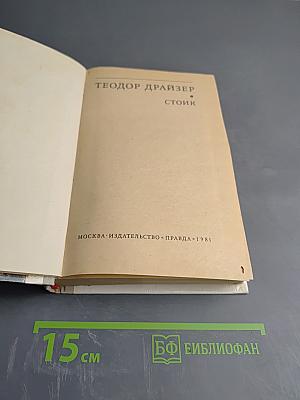 ТЕОДОР ДРАЙЗЕР
СТОИК
МОСКВА · ИЗДАТЕЛЬСТВО «ПРАВДА» 1981
15 см
БФ БИБЛИОФАН